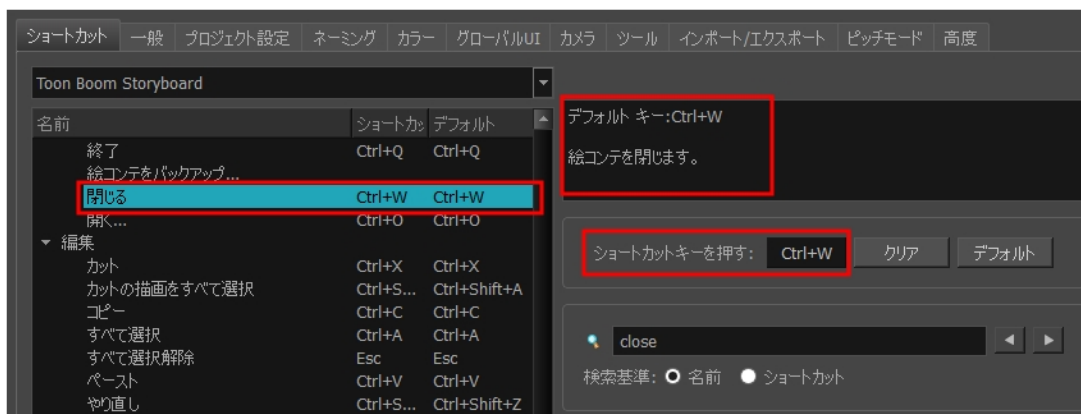 ショートカット 一般 プロジェクト設定 ネーミング カラー グローバルUI カメラ ツール インポート/エクスポート ピッチモード 高度
Toon Boom Storyboard
名前 ショートカッ デフォルト
終了 Ctrl+Q Ctrl+Q
絵コンテをバックアップ...
閉じる Ctrl+W Ctrl+W
開く... Ctrl+O Ctrl+O
編集
カット Ctrl+X Ctrl+X
カットの描画をすべて選択 Ctrl+S... Ctrl+Shift+A
コピー Ctrl+C Ctrl+C
すべて選択 Ctrl+A Ctrl+A
すべて選択解除 Esc Esc
ペースト Ctrl+V Ctrl+V
やり直し Ctrl+S... Ctrl+Shift+Z
デフォルト キー:Ctrl+W
絵コンテを閉じます。
ショートカットキーを押す: Ctrl+W クリア デフォルト
close
検索基準: 名前 ショートカット